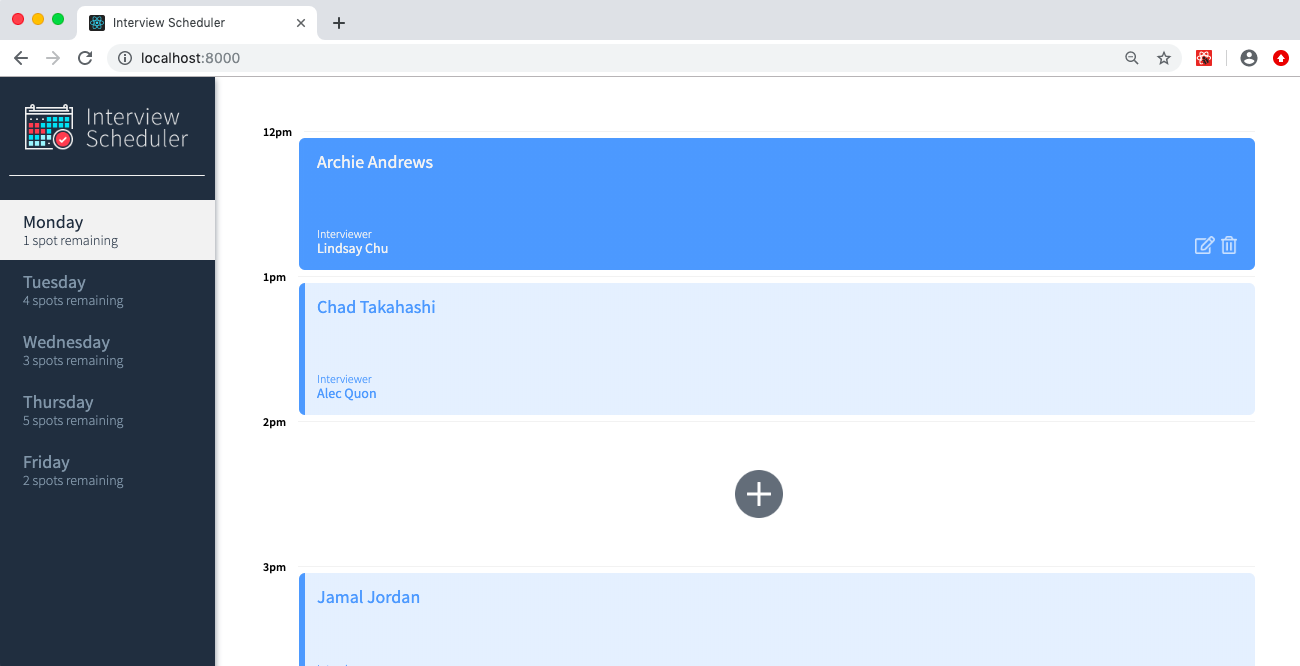 Interview Scheduler
localhost:8000
Interview
Scheduler
Monday
1 spot remaining
Tuesday
4 spots remaining
Wednesday
3 spots remaining
Thursday
5 spots remaining
Friday
2 spots remaining
12pm
Archie Andrews
Interviewer
Lindsay Chu
1pm
Chad Takahashi
Interviewer
Alec Quon
2pm
3pm
Jamal Jordan